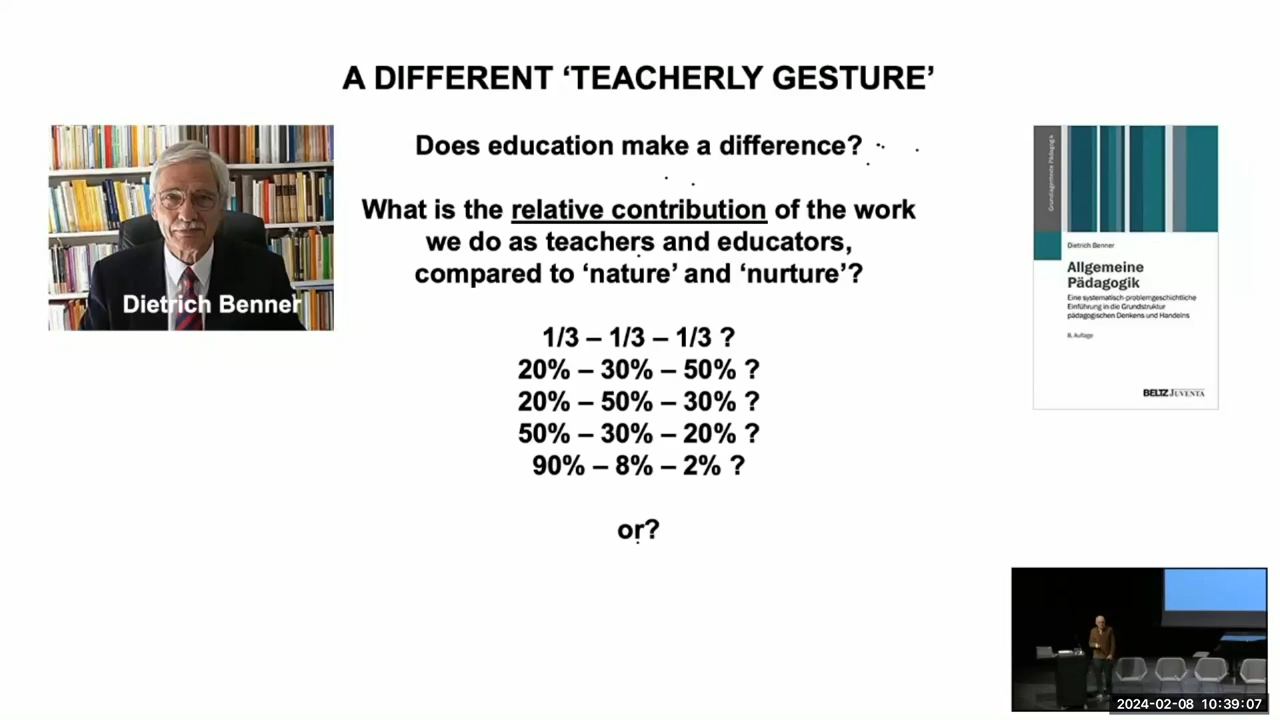 A DIFFERENT ‘TEACHERLY GESTURE’
Does education make a difference?
What is the relative contribution of the work
we do as teachers and educators,
compared to ‘nature’ and ‘nurture’?
1/3 – 1/3 – 1/3 ?
20% – 30% – 50% ?
20% – 50% – 30% ?
50% – 30% – 20% ?
90% – 8% – 2% ?
or?
Dietrich Benner
Grundlagentexte Pädagogik
Dietrich Benner
Allgemeine
Pädagogik
Eine systematisch-problemgeschichtliche
Einführung in die Grundstruktur
pädagogischen Denkens und Handelns
8. Auflage
BELTZ JUVENTA
2024-02-08 10:39:07